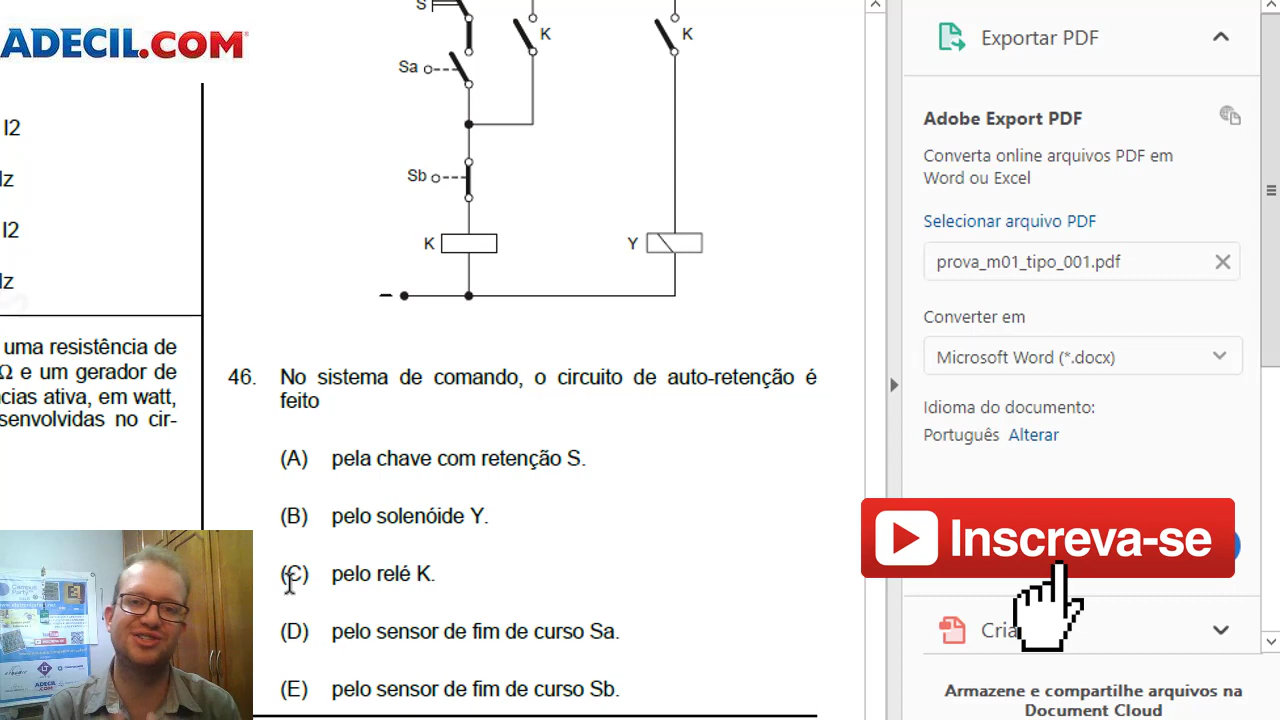 ADECIL.COM
S
K
K
Sa
I2
Sb
Iz
I2
K
Y
Iz
uma resistência de
Ω e um gerador de
cias ativa, em watt,
senvolvidas no cir-
46. No sistema de comando, o circuito de auto-retenção é
feito
(A) pela chave com retenção S.
(B) pelo solenóide Y.
(C) pelo relé K.
(D) pelo sensor de fim de curso Sa.
(E) pelo sensor de fim de curso Sb.
Exportar PDF
Adobe Export PDF
Converta online arquivos PDF em
Word ou Excel
Selecionar arquivo PDF
prova_m01_tipo_001.pdf
Converter em
Microsoft Word (*.docx)
Idioma do documento:
Português Alterar
Inscreva-se
Cria
Armazene e compartilhe arquivos na
Document Cloud